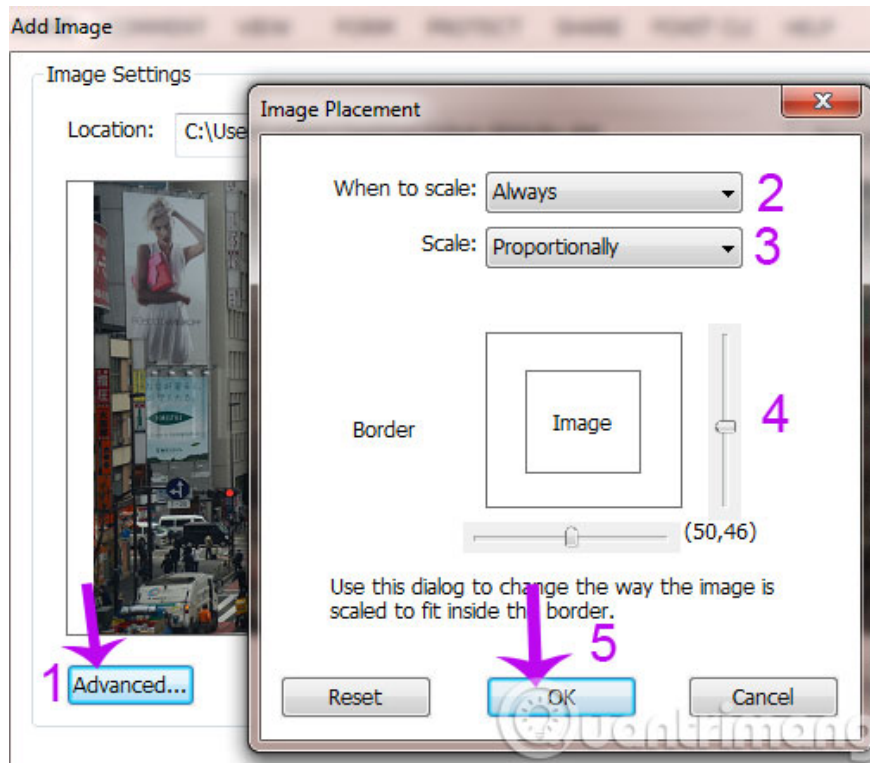 Add Image
Image Settings
Location: C:\Use
Image Placement
When to scale: Always 2
Scale: Proportionally 3
Border
Image
4
(50,46)
Use this dialog to change the way the image is
scaled to fit inside the border.
5
1 Advanced...
Reset OK Cancel
Quantrimang